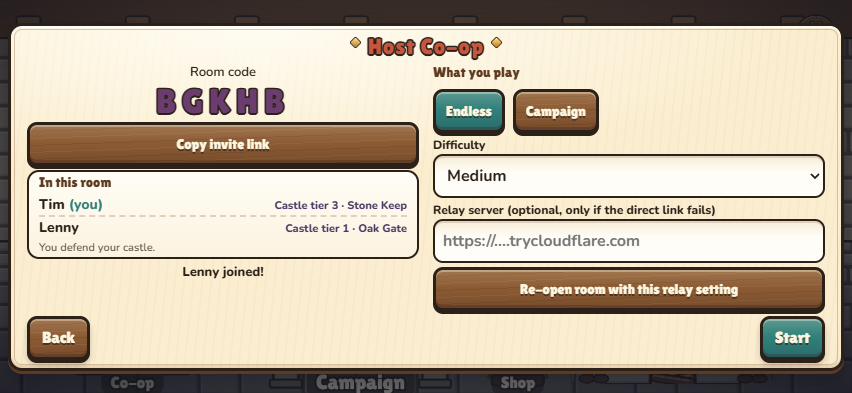 Host Co-op
Room code
BGKHB
Copy invite link
In this room
Tim (you) Castle tier 3 · Stone Keep
Lenny Castle tier 1 · Oak Gate
You defend your castle.
Lenny joined!
What you play
Endless Campaign
Difficulty
Medium
Relay server (optional, only if the direct link fails)
https://....trycloudflare.com
Re-open room with this relay setting
Back Start
Co-op Campaign Shop